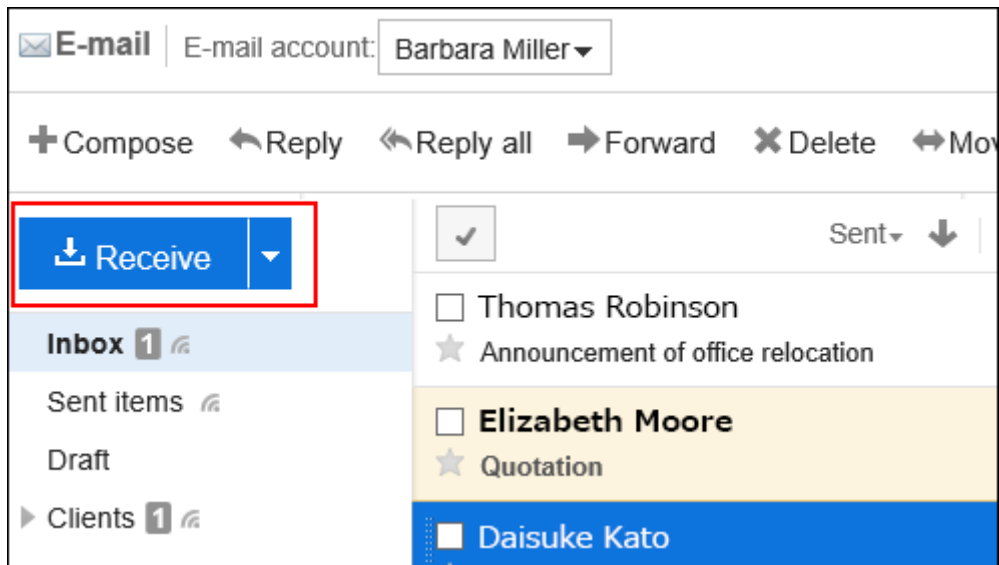 E-mail E-mail account: Barbara Miller
Compose Reply Reply all Forward Delete Mov
Receive
Inbox 1
Sent items
Draft
Clients 1
Sent
Thomas Robinson
Announcement of office relocation
Elizabeth Moore
Quotation
Daisuke Kato